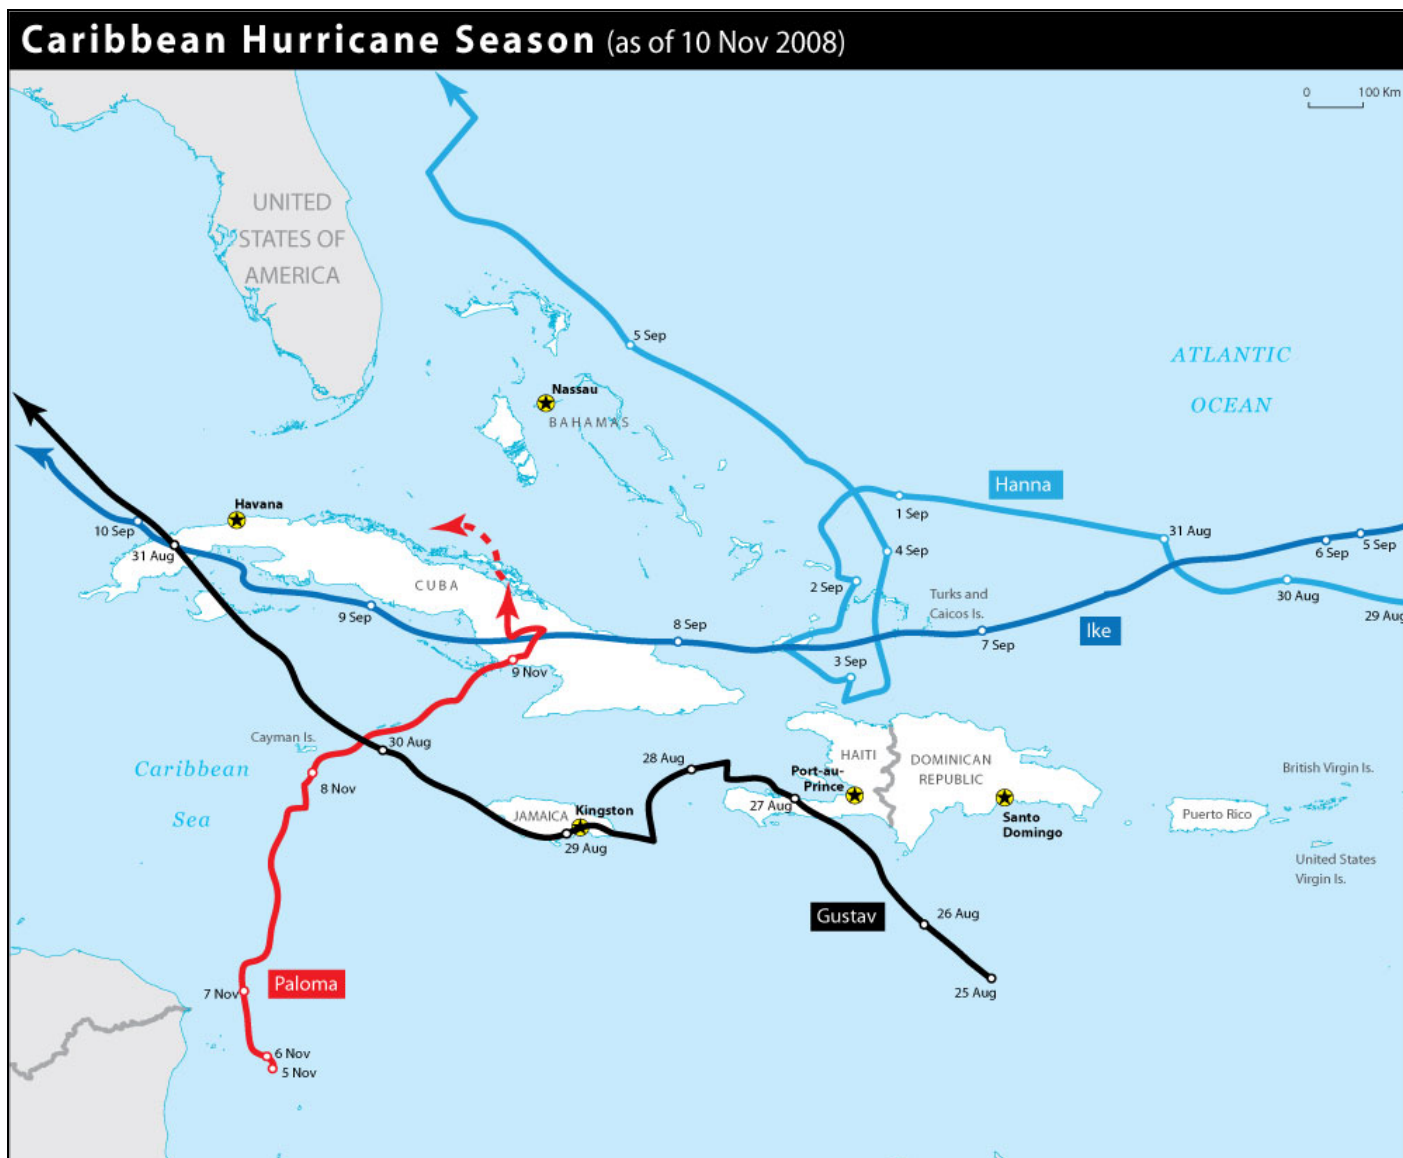 Caribbean Hurricane Season (as of 10 Nov 2008)
0 100 Km
UNITED
STATES OF
AMERICA
5 Sep
ATLANTIC
OCEAN
Nassau
BAHAMAS
Hanna
Havana
1 Sep
10 Sep
31 Aug
31 Aug
6 Sep
5 Sep
4 Sep
CUBA
2 Sep
Turks and
Caicos Is.
30 Aug
29 Aug
9 Sep
8 Sep
7 Sep
Ike
3 Sep
9 Nov
Cayman Is.
30 Aug
28 Aug
HAITI
DOMINICAN
REPUBLIC
Caribbean
Sea
8 Nov
Port-au-
Prince
27 Aug
British Virgin Is.
JAMAICA
Kingston
29 Aug
Santo
Domingo
Puerto Rico
United States
Virgin Is.
Gustav
26 Aug
25 Aug
Paloma
7 Nov
6 Nov
5 Nov